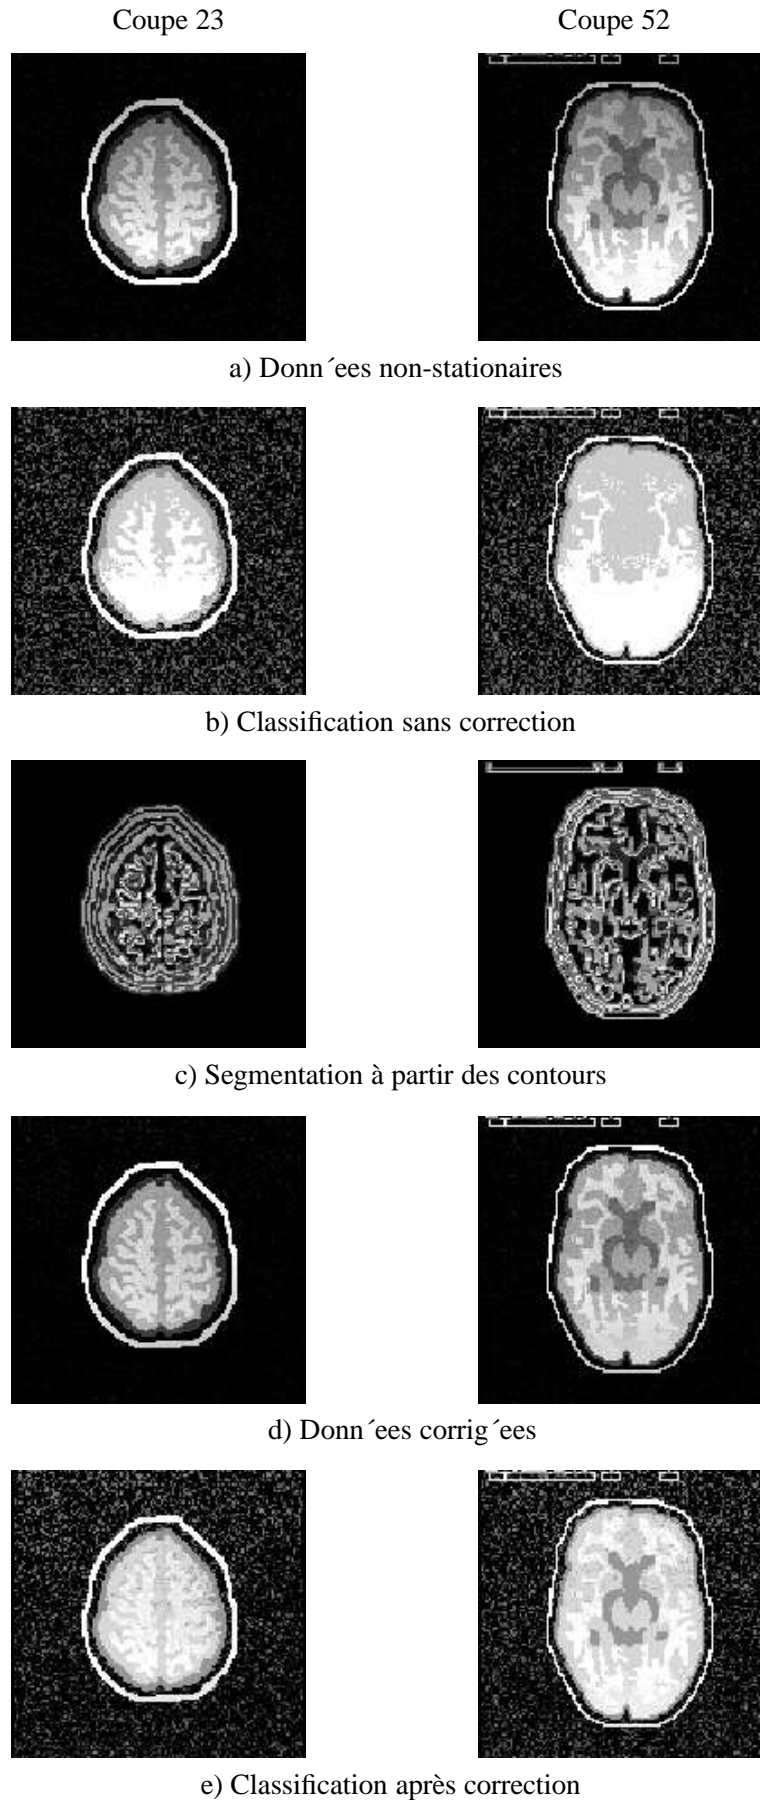 Coupe 23
Coupe 52
a) Donn´ees non-stationaires
b) Classification sans correction
c) Segmentation à partir des contours
d) Donn´ees corrig´ees
e) Classification après correction